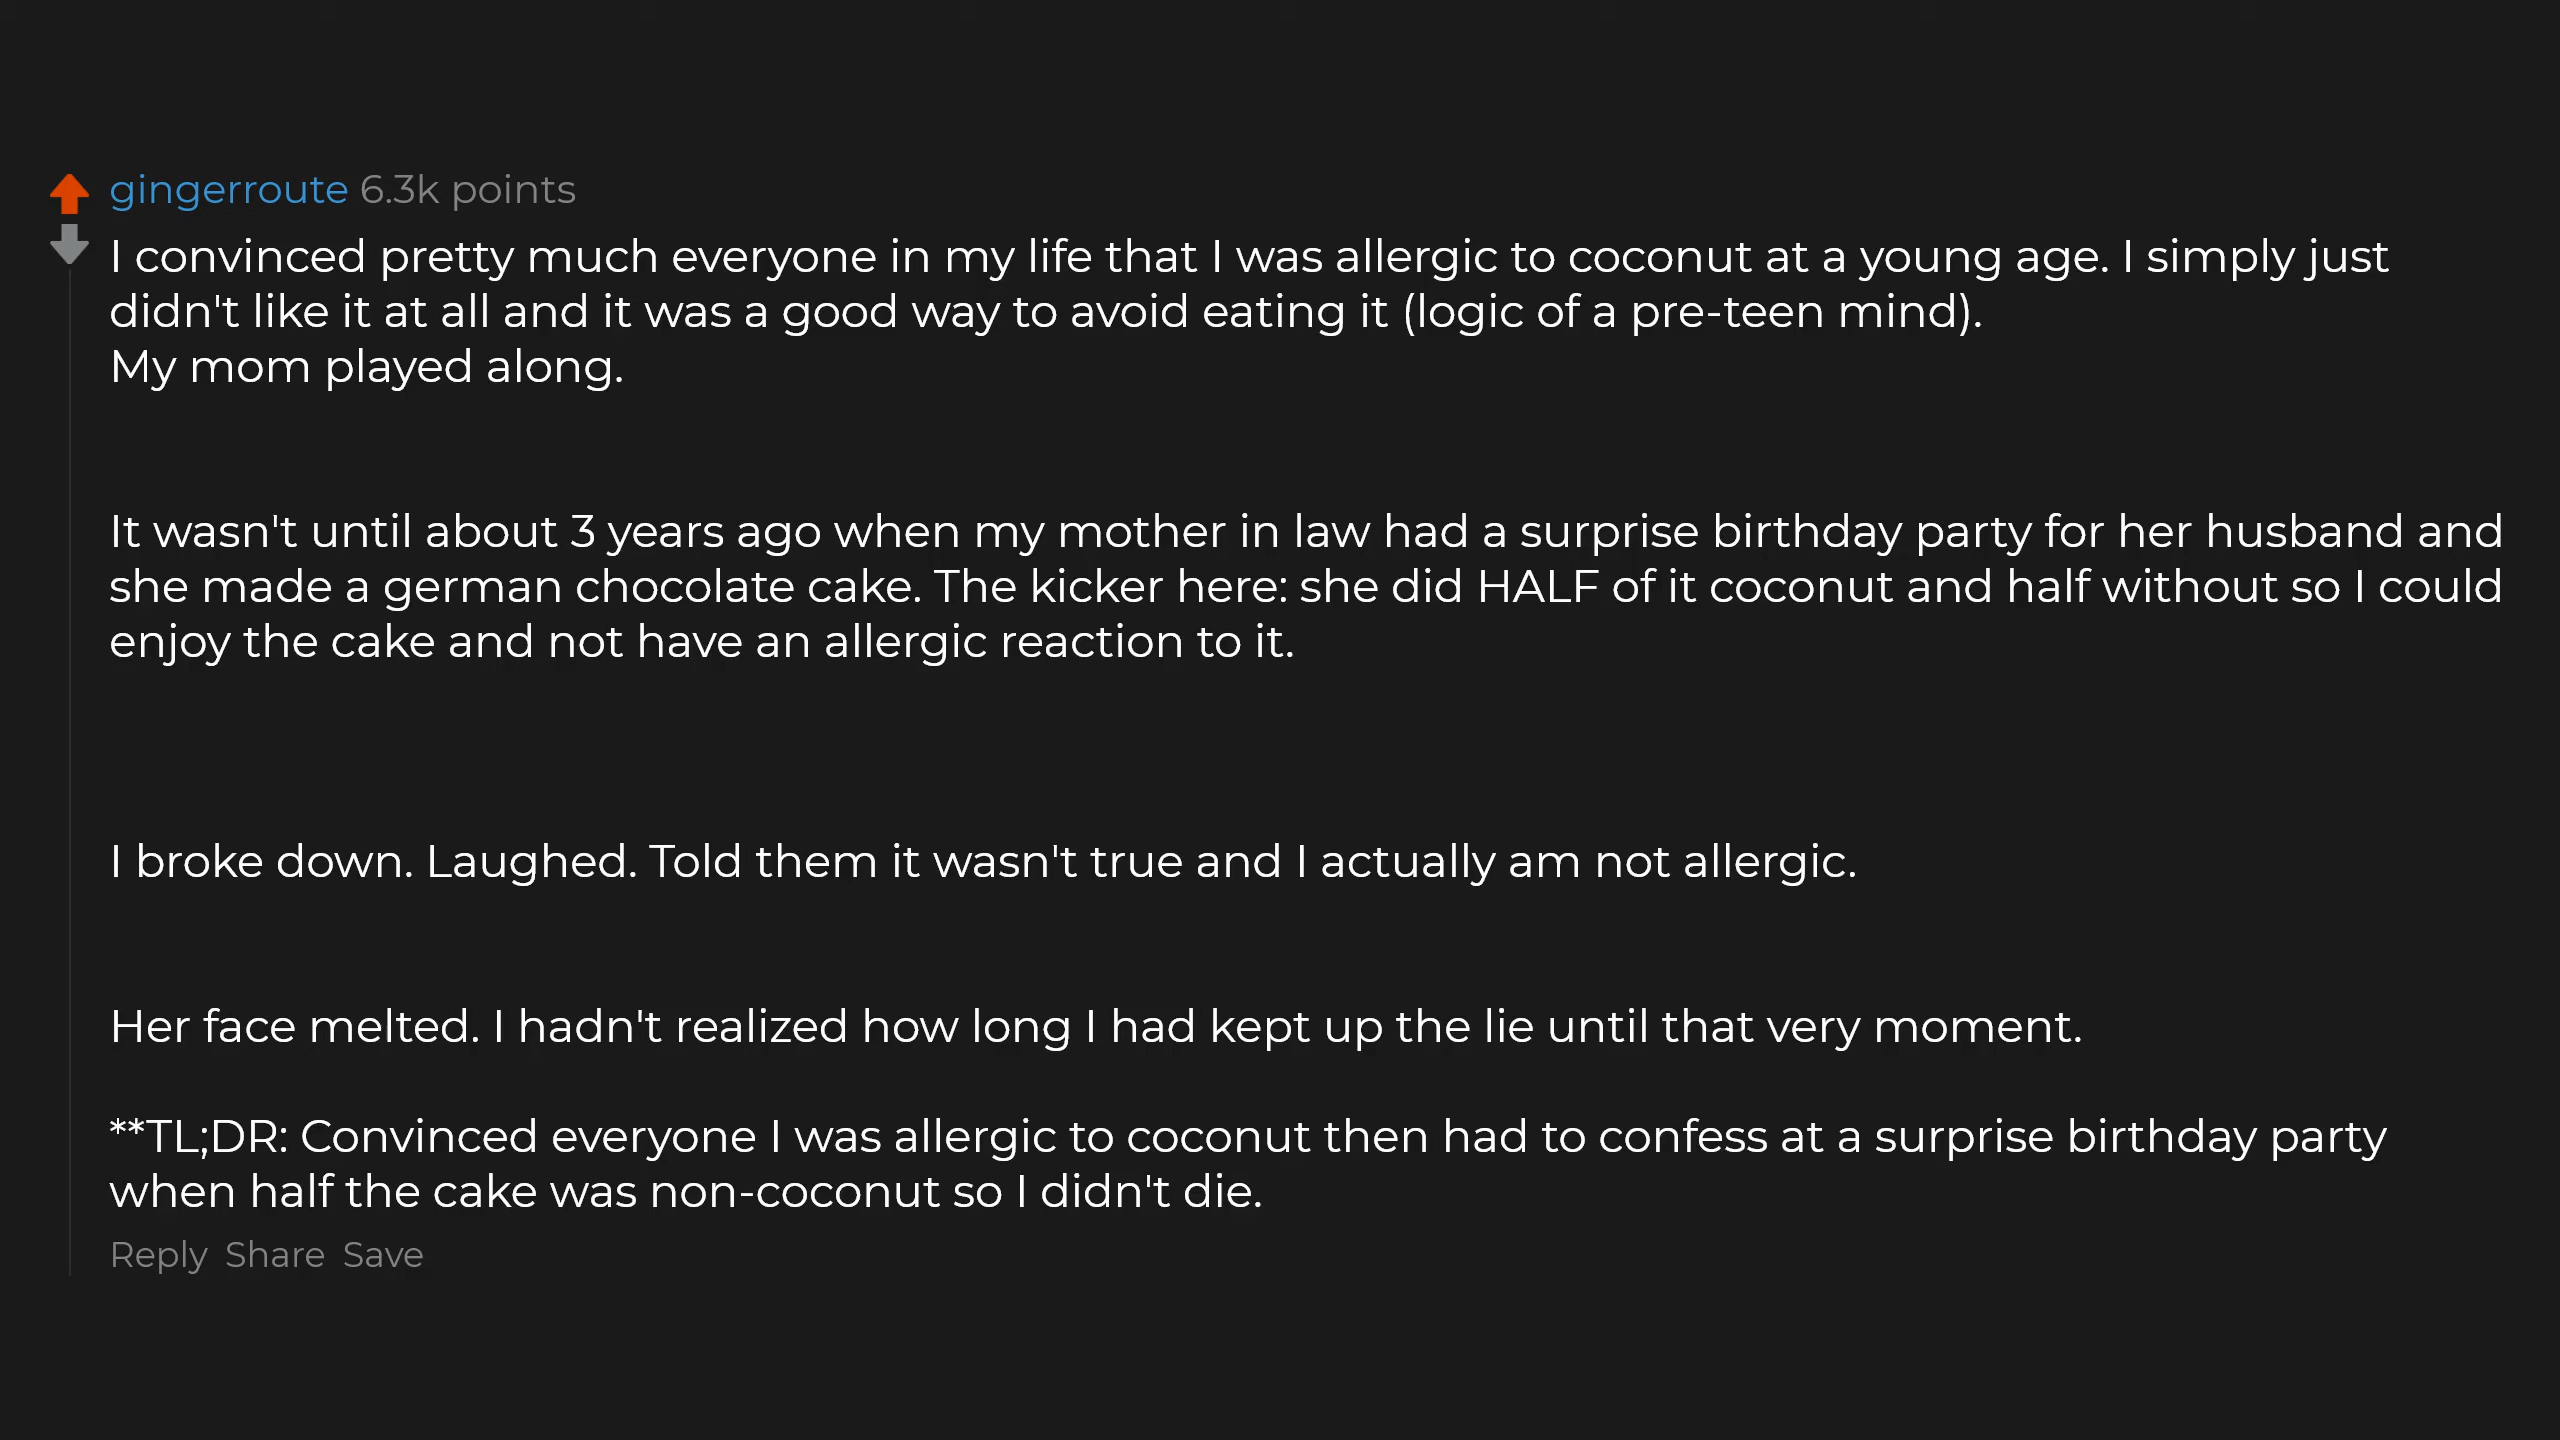 gingerroute 6.3k points
I convinced pretty much everyone in my life that I was allergic to coconut at a young age. I simply just
didn't like it at all and it was a good way to avoid eating it (logic of a pre-teen mind).
My mom played along.
It wasn't until about 3 years ago when my mother in law had a surprise birthday party for her husband and
she made a german chocolate cake. The kicker here: she did HALF of it coconut and half without so I could
enjoy the cake and not have an allergic reaction to it.
I broke down. Laughed. Told them it wasn't true and I actually am not allergic.
Her face melted. I hadn't realized how long I had kept up the lie until that very moment.
**TL;DR: Convinced everyone I was allergic to coconut then had to confess at a surprise birthday party
when half the cake was non-coconut so I didn't die.
Reply Share Save